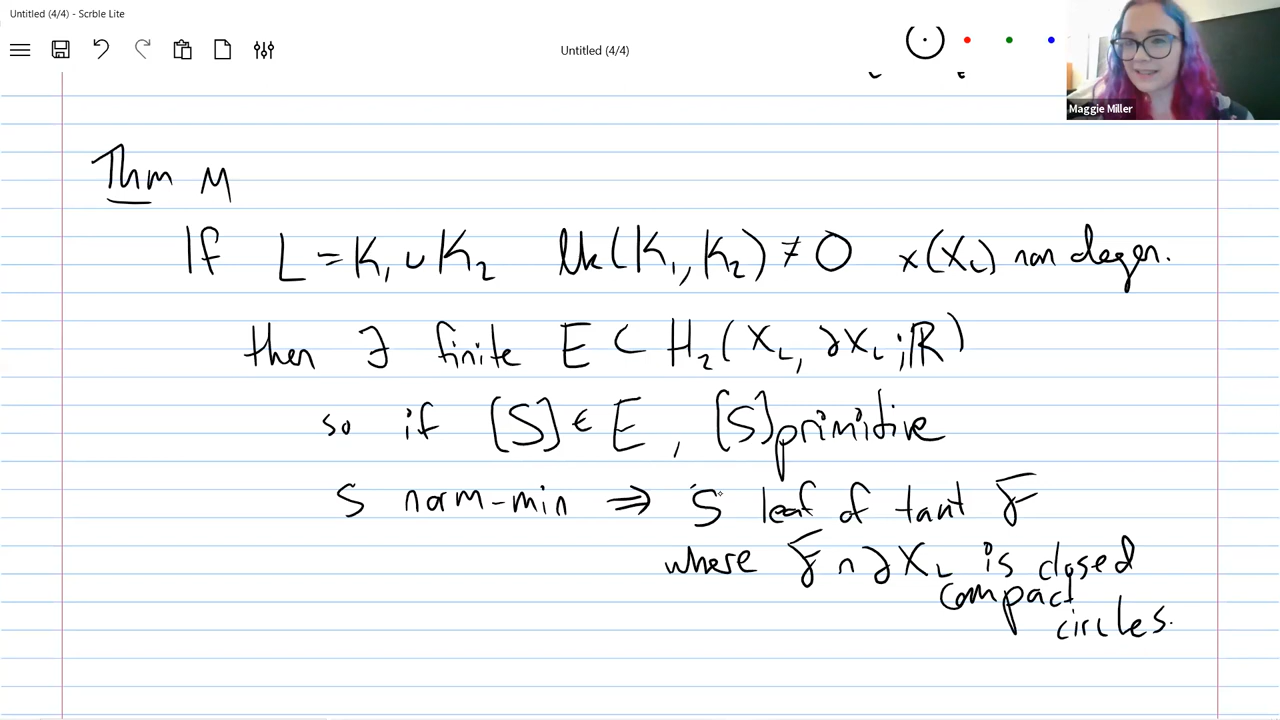 Untitled (4/4) - Scrble Lite
Untitled (4/4)
Maggie Miller
Thm M
If L = K₁ ∪ K₂ lk(K₁, K₂) ≠ 0 x(X_L) non degen.
then ∃ finite E ⊂ H₂(X_L, ∂X_L; ℝ)
so if [S] ∈ E, [S] primitive
S norm-min ⇒ S leaf of taut F
where F ∩ ∂X_L is closed
compact
circles.